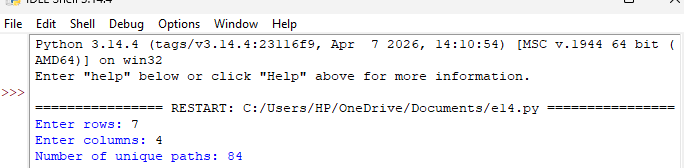 IDLE Shell 3.14.4
File Edit Shell Debug Options Window Help
Python 3.14.4 (tags/v3.14.4:23116f9, Apr  7 2026, 14:10:54) [MSC v.1944 64 bit (
AMD64)] on win32
Enter "help" below or click "Help" above for more information.
>>>
================ RESTART: C:/Users/HP/OneDrive/Documents/e14.py ================
Enter rows: 7
Enter columns: 4
Number of unique paths: 84